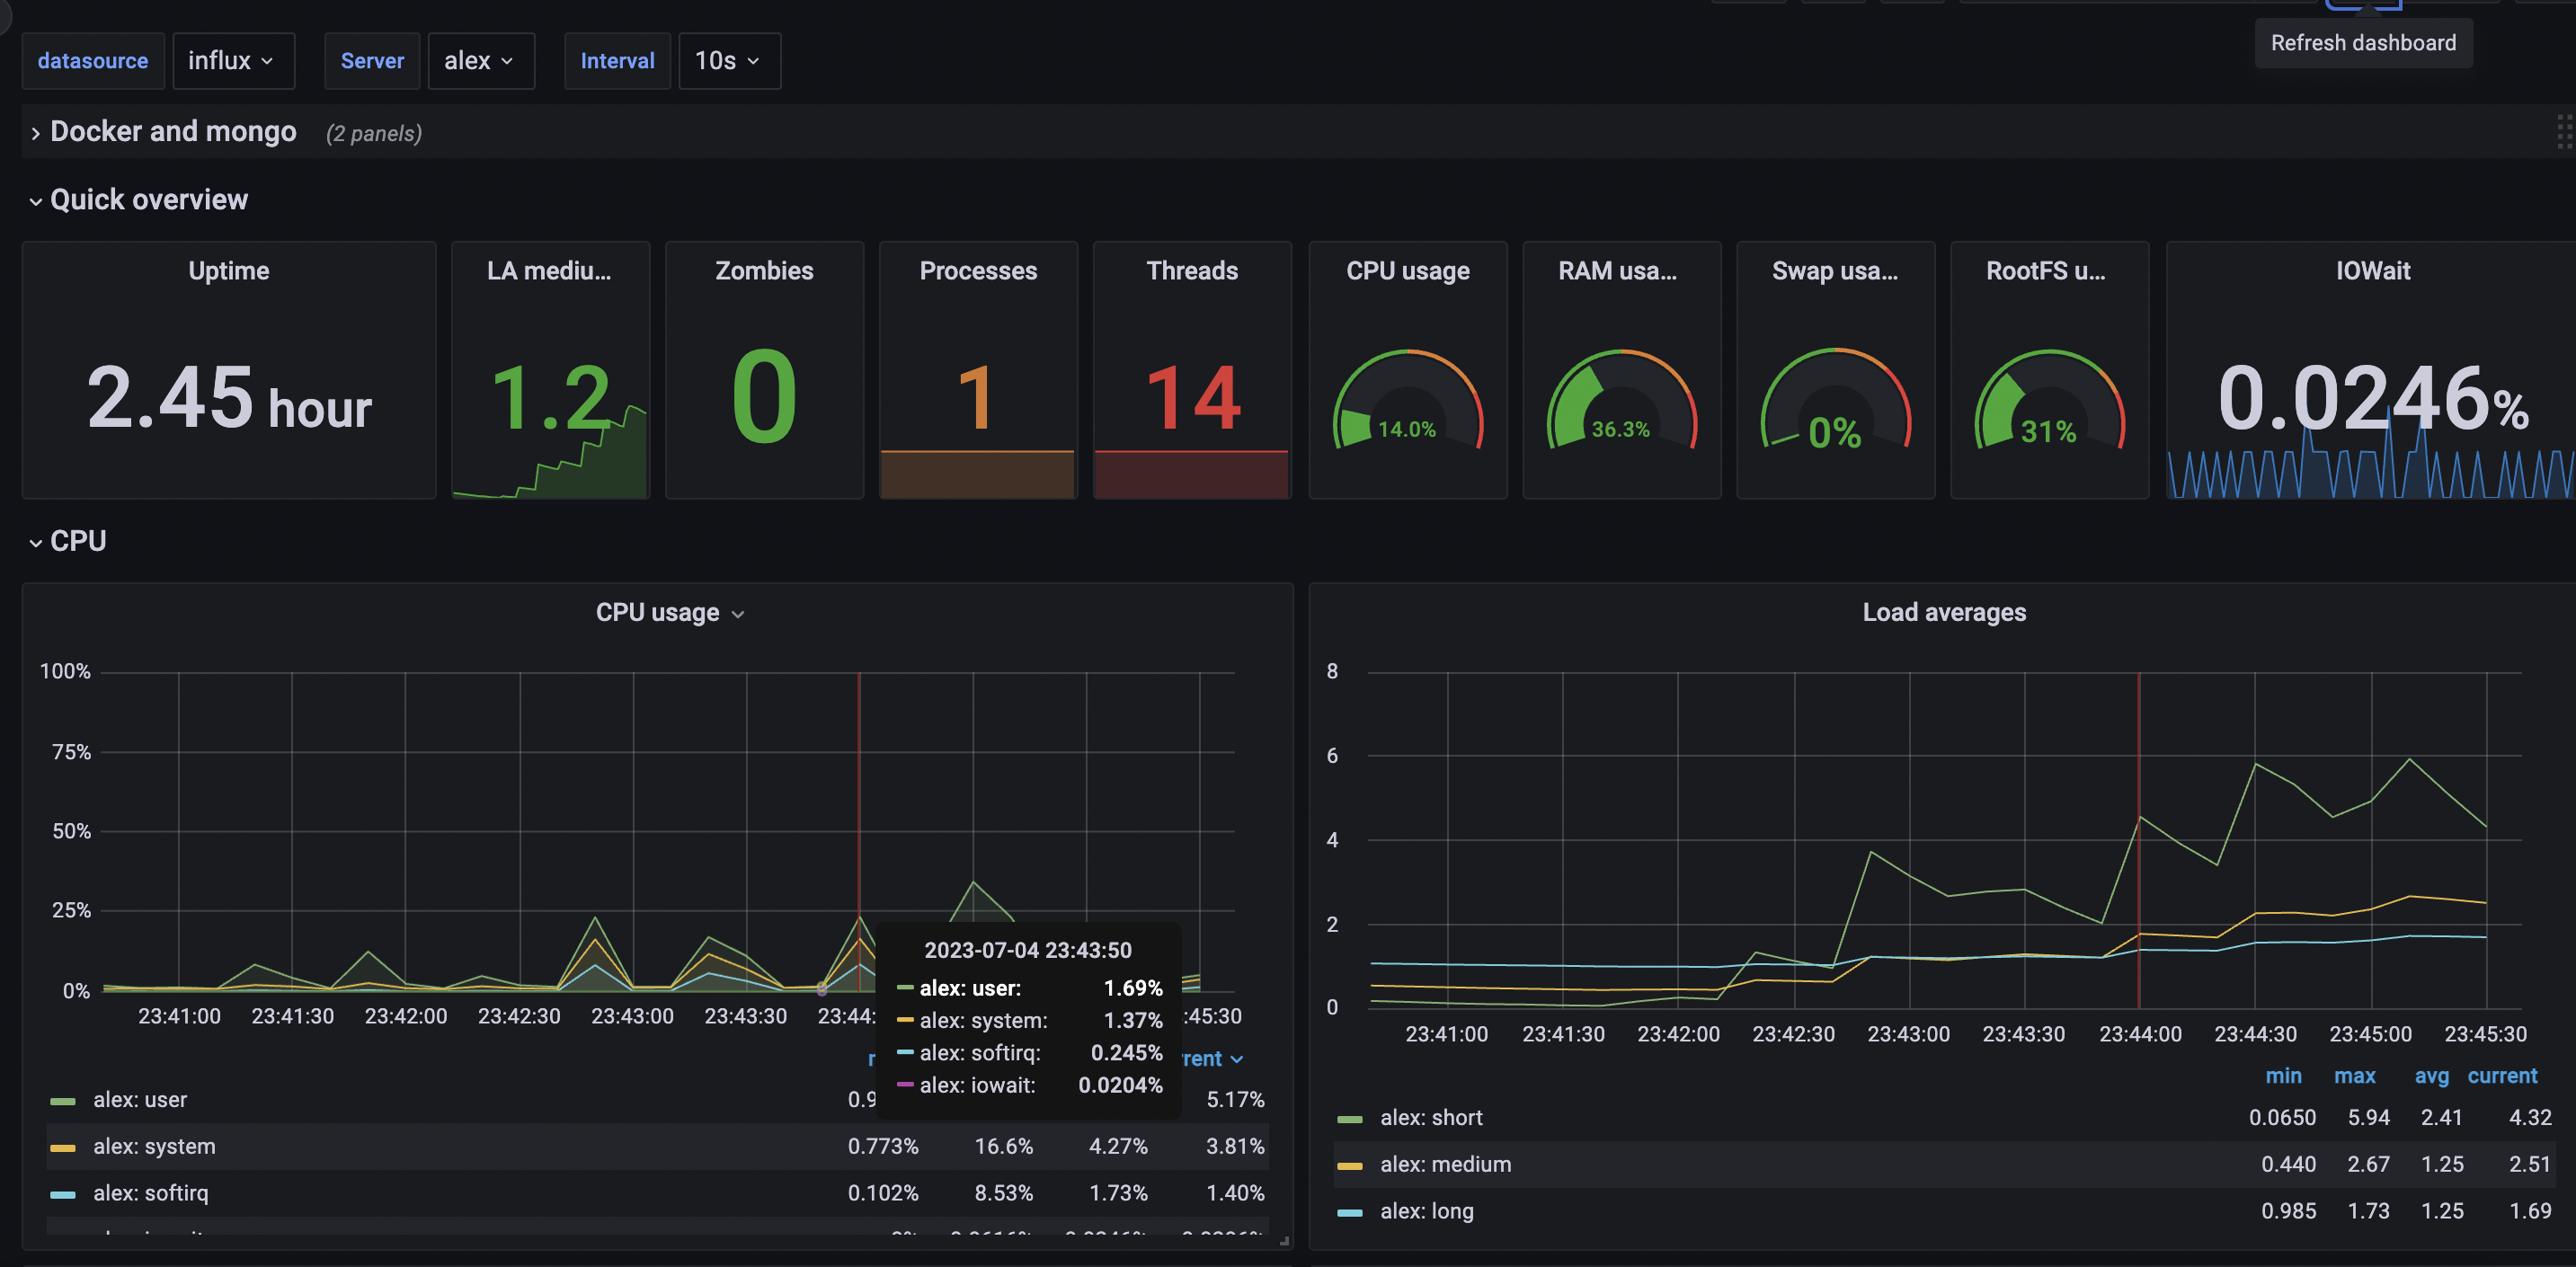 Refresh dashboard
datasource influx Server alex Interval 10s
Docker and mongo (2 panels)
Quick overview
Uptime
2.45 hour
LA mediu...
1.2
Zombies
0
Processes
1
Threads
14
CPU usage
14.0%
RAM usa...
36.3%
Swap usa...
0%
RootFS u...
31%
IOWait
0.0246%
CPU
CPU usage
100%
75%
50%
25%
0%
23:41:00 23:41:30 23:42:00 23:42:30 23:43:00 23:43:30 23:44: :45:30
2023-07-04 23:43:50
alex: user: 1.69%
alex: system: 1.37%
alex: softirq: 0.245%
alex: iowait: 0.0204%
rrent
alex: user 0.9 5.17%
alex: system 0.773% 16.6% 4.27% 3.81%
alex: softirq 0.102% 8.53% 1.73% 1.40%
Load averages
8
6
4
2
0
23:41:00 23:41:30 23:42:00 23:42:30 23:43:00 23:43:30 23:44:00 23:44:30 23:45:00 23:45:30
min max avg current
alex: short 0.0650 5.94 2.41 4.32
alex: medium 0.440 2.67 1.25 2.51
alex: long 0.985 1.73 1.25 1.69